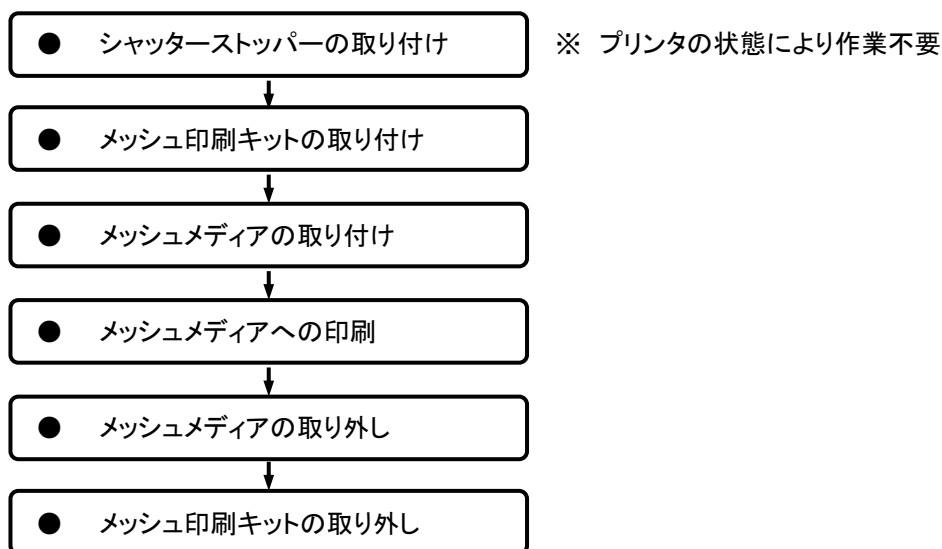 ● シャッターストッパーの取り付け ※ プリンタの状態により作業不要
● メッシュ印刷キットの取り付け
● メッシュメディアの取り付け
● メッシュメディアへの印刷
● メッシュメディアの取り外し
● メッシュ印刷キットの取り外し